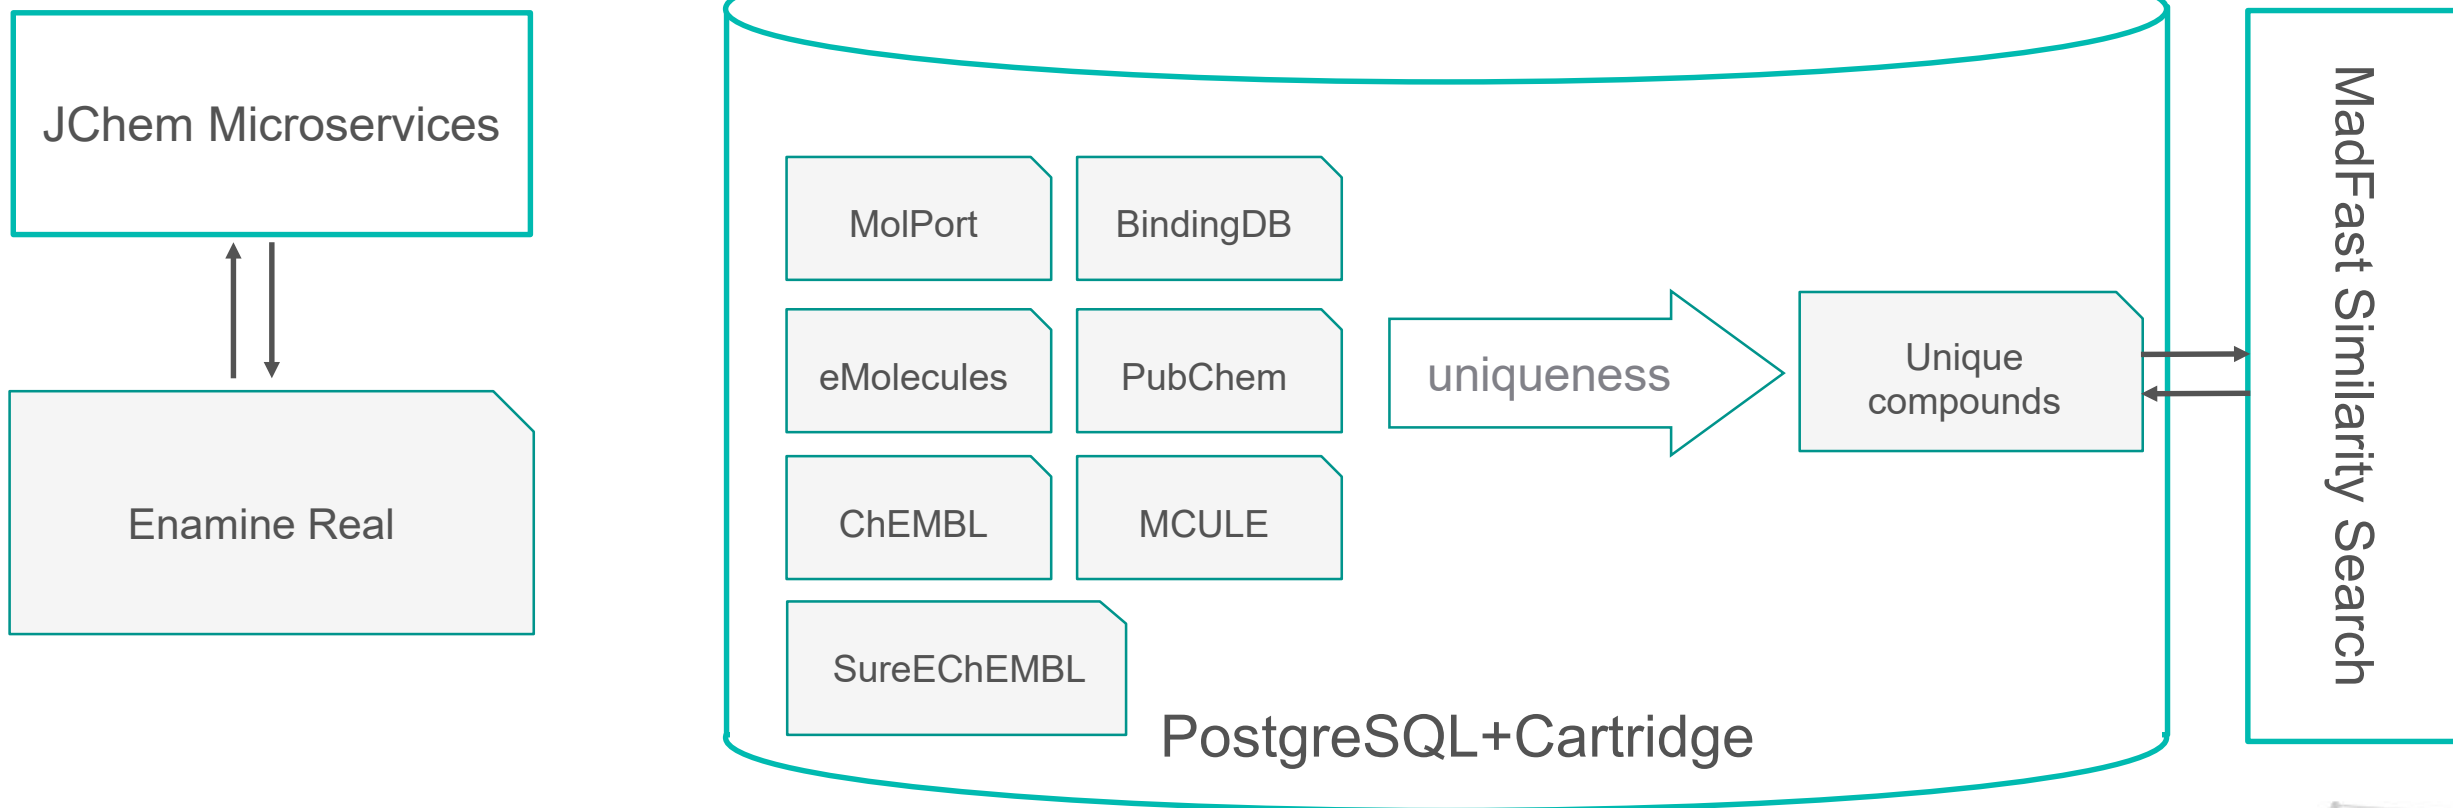 JChem Microservices
Enamine Real
MolPort
BindingDB
eMolecules
PubChem
ChEMBL
MCULE
SureEChEMBL
uniqueness
Unique
compounds
PostgreSQL+Cartridge
MadFast Similarity Search